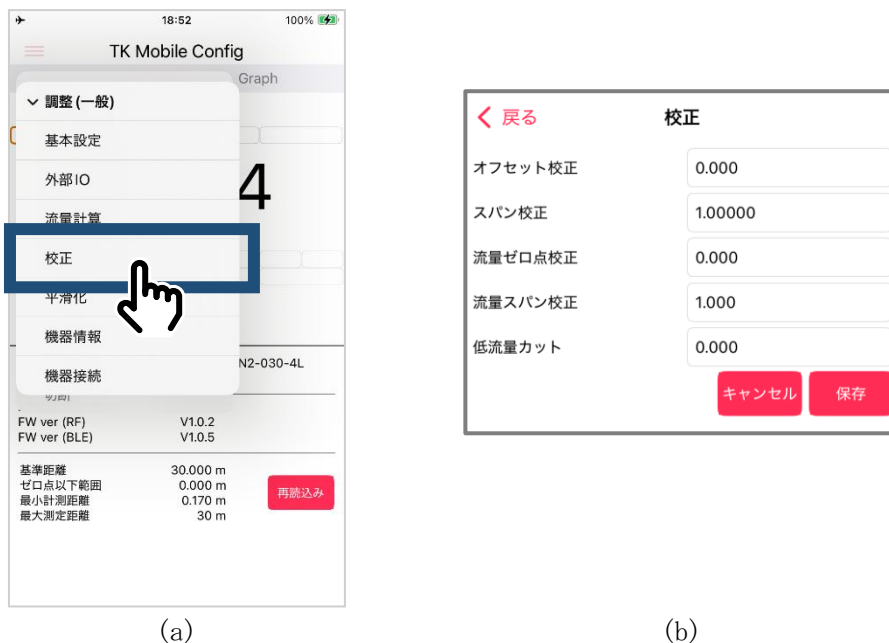 18:52
100%
TK Mobile Config
Graph
調整 (一般)
基本設定
外部IO
4
流量計算
校正
平滑化
機器情報
N2-030-4L
機器接続
切断
FW ver (RF) V1.0.2
FW ver (BLE) V1.0.5
基準距離 30.000 m
ゼロ点以下範囲 0.000 m
最小計測距離 0.170 m
最大測定距離 30 m
再読込み
(a)
戻る 校正
オフセット校正 0.000
スパン校正 1.00000
流量ゼロ点校正 0.000
流量スパン校正 1.000
低流量カット 0.000
キャンセル 保存
(b)